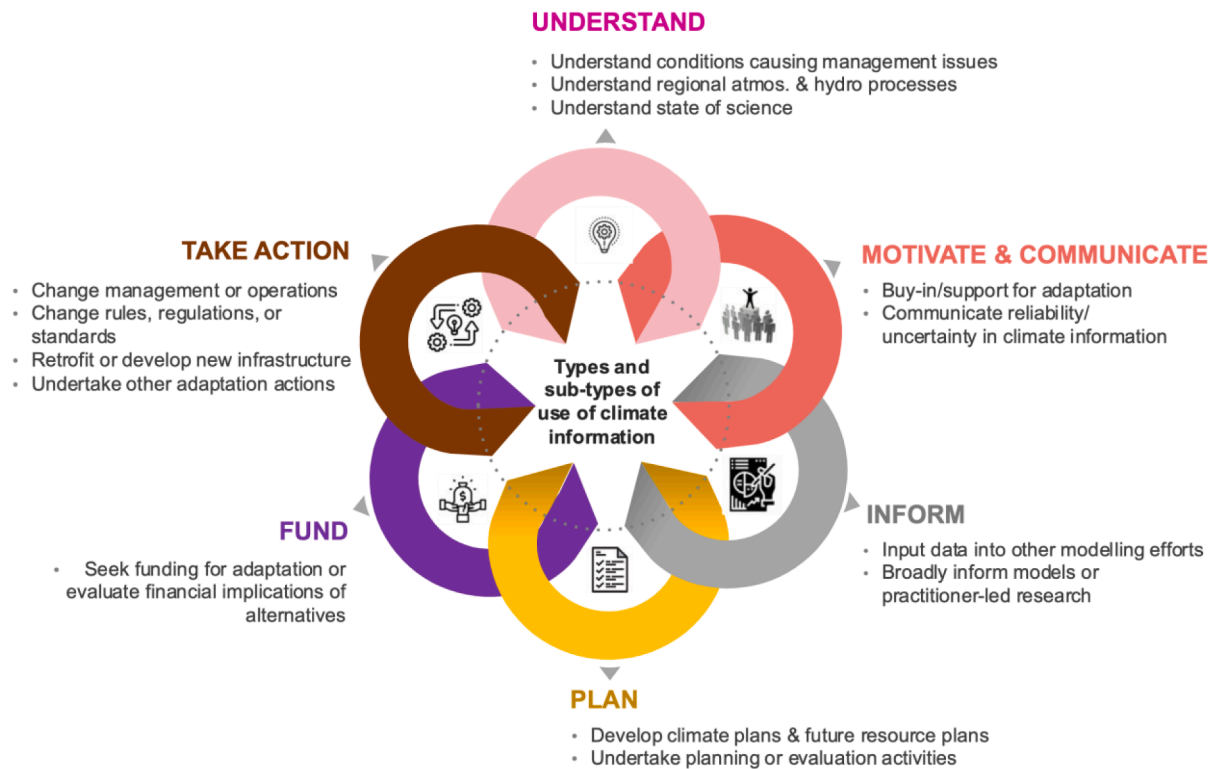 UNDERSTAND
• Understand conditions causing management issues
• Understand regional atmos. & hydro processes
• Understand state of science
TAKE ACTION
• Change management or operations
• Change rules, regulations, or
standards
• Retrofit or develop new infrastructure
• Undertake other adaptation actions
MOTIVATE & COMMUNICATE
• Buy-in/support for adaptation
• Communicate reliability/
uncertainty in climate information
Types and
sub-types of
use of climate
information
$
FUND
• Seek funding for adaptation or
evaluate financial implications of
alternatives
INFORM
• Input data into other modelling efforts
• Broadly inform models or
practitioner-led research
PLAN
• Develop climate plans & future resource plans
• Undertake planning or evaluation activities